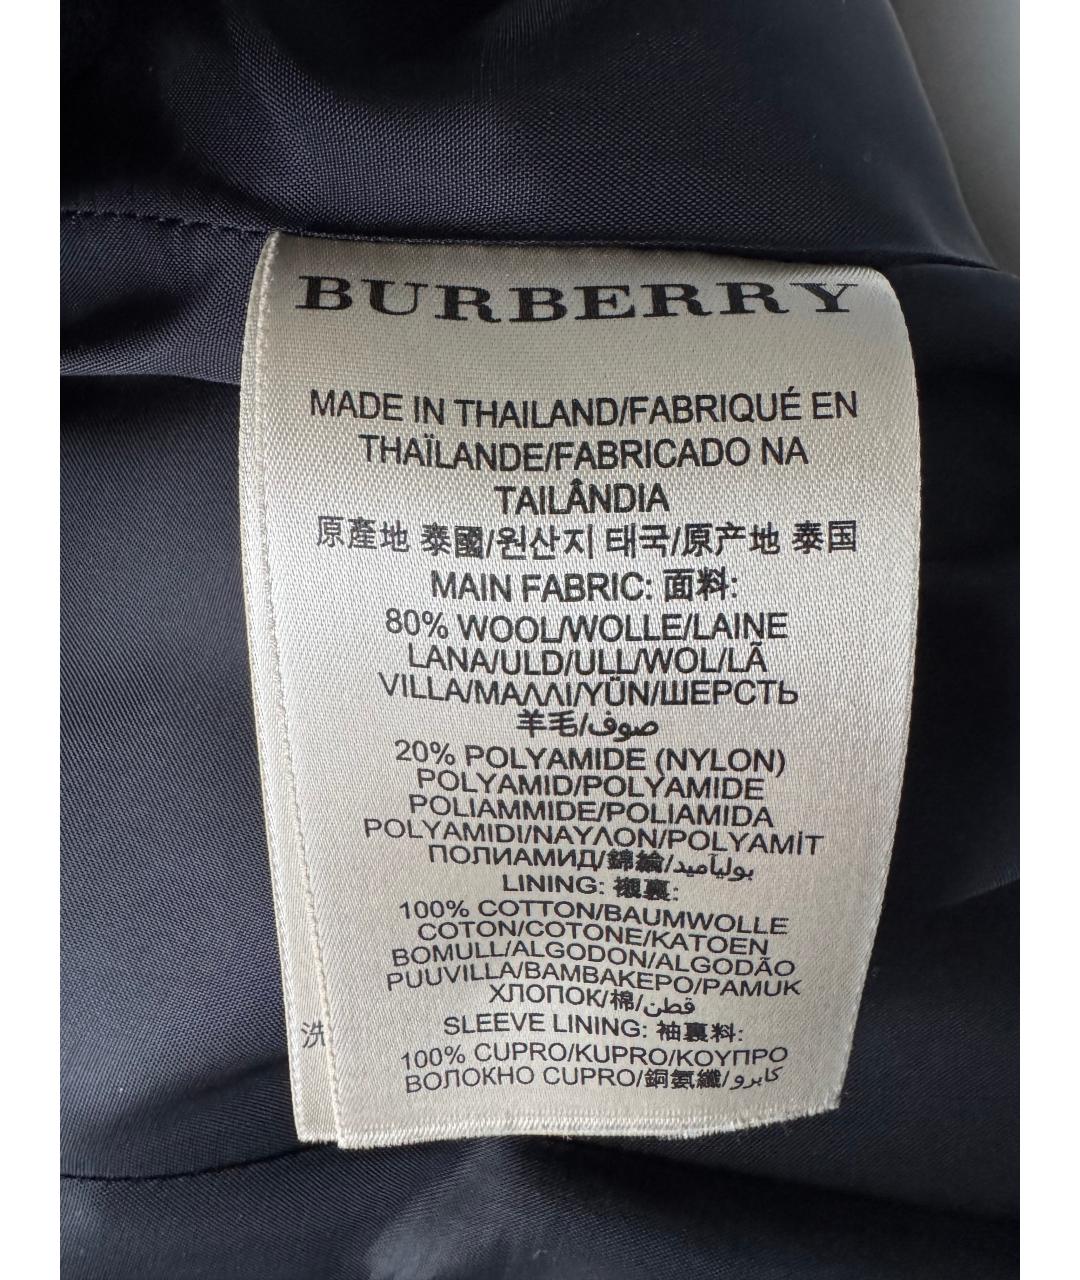 BURBERRY
MADE IN THAILAND/FABRIQUÉ EN
THAÏLANDE/FABRICADO NA
TAILÂNDIA
原產地 泰國/원산지 태국/原产地 泰国
MAIN FABRIC: 面料:
80% WOOL/WOLLE/LAINE
LANA/ULD/ULL/WOL/LÃ
VILLA/ΜΑΛΛΙ/YÜN/ШЕРСТЬ
羊毛/صوف
20% POLYAMIDE (NYLON)
POLYAMID/POLYAMIDE
POLIAMMIDE/POLIAMIDA
POLYAMIDI/ΝΑΥΛΟΝ/POLYAMİT
ПОЛИАМИД/錦綸/بولياميد
LINING: 襯裏:
100% COTTON/BAUMWOLLE
COTON/COTONE/KATOEN
BOMULL/ALGODON/ALGODÃO
PUUVILLA/ΒΑΜΒΑΚΕΡΟ/PAMUK
ХЛОПОК/棉/قطن
SLEEVE LINING: 袖裏料:
洗
100% CUPRO/KUPRO/ΚΟΥΠΡΟ
ВОЛОКНО CUPRO/銅氨纖/كابرو